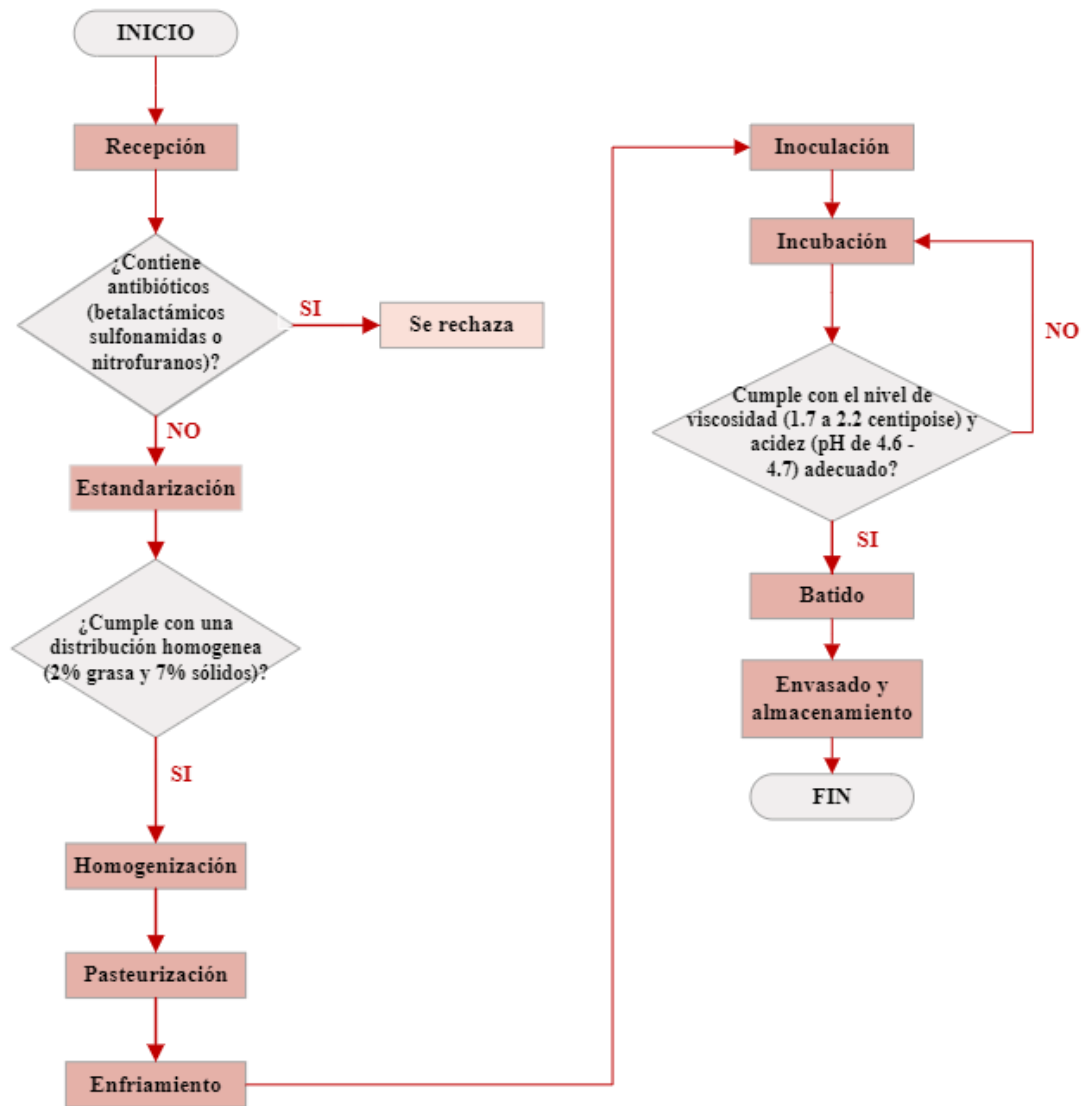 INICIO
Recepción
¿Contiene
antibióticos
(betalactámicos
sulfonamidas o
nitrofuranos)?
SI
Se rechaza
NO
Estandarización
¿Cumple con una
distribución homogenea
(2% grasa y 7% sólidos)?
SI
Homogenización
Pasteurización
Enfriamiento
Inoculación
Incubación
NO
Cumple con el nivel de
viscosidad (1.7 a 2.2 centipoise) y
acidez (pH de 4.6 -
4.7) adecuado?
SI
Batido
Envasado y
almacenamiento
FIN